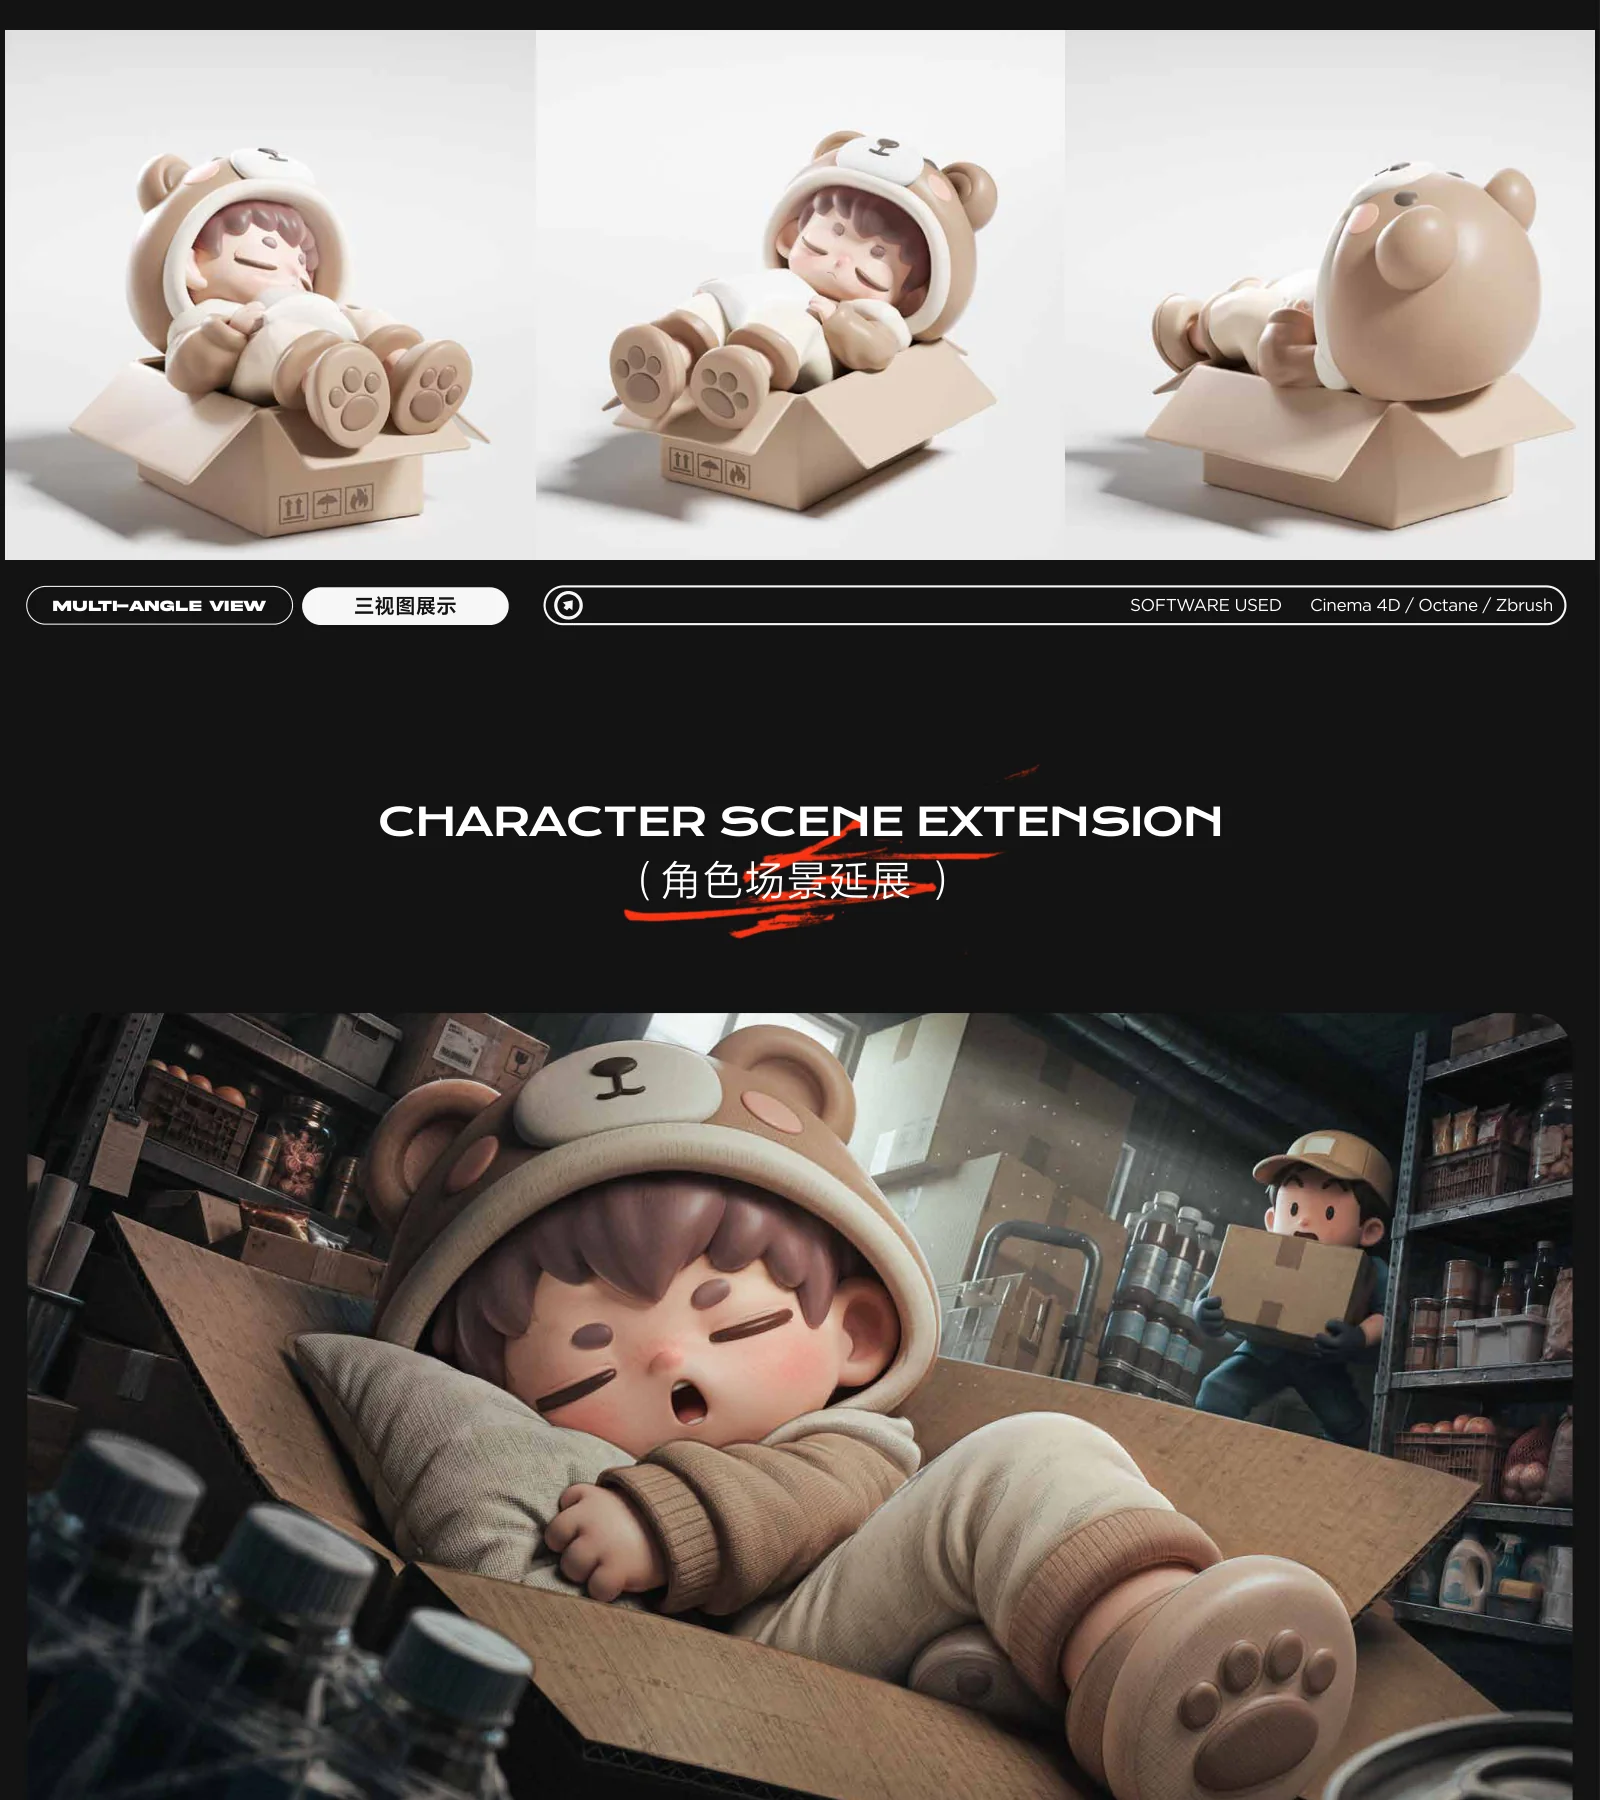 MULTI-ANGLE VIEW
三视图展示
SOFTWARE USED Cinema 4D / Octane / Zbrush
CHARACTER SCENE EXTENSION
(角色场景延展)